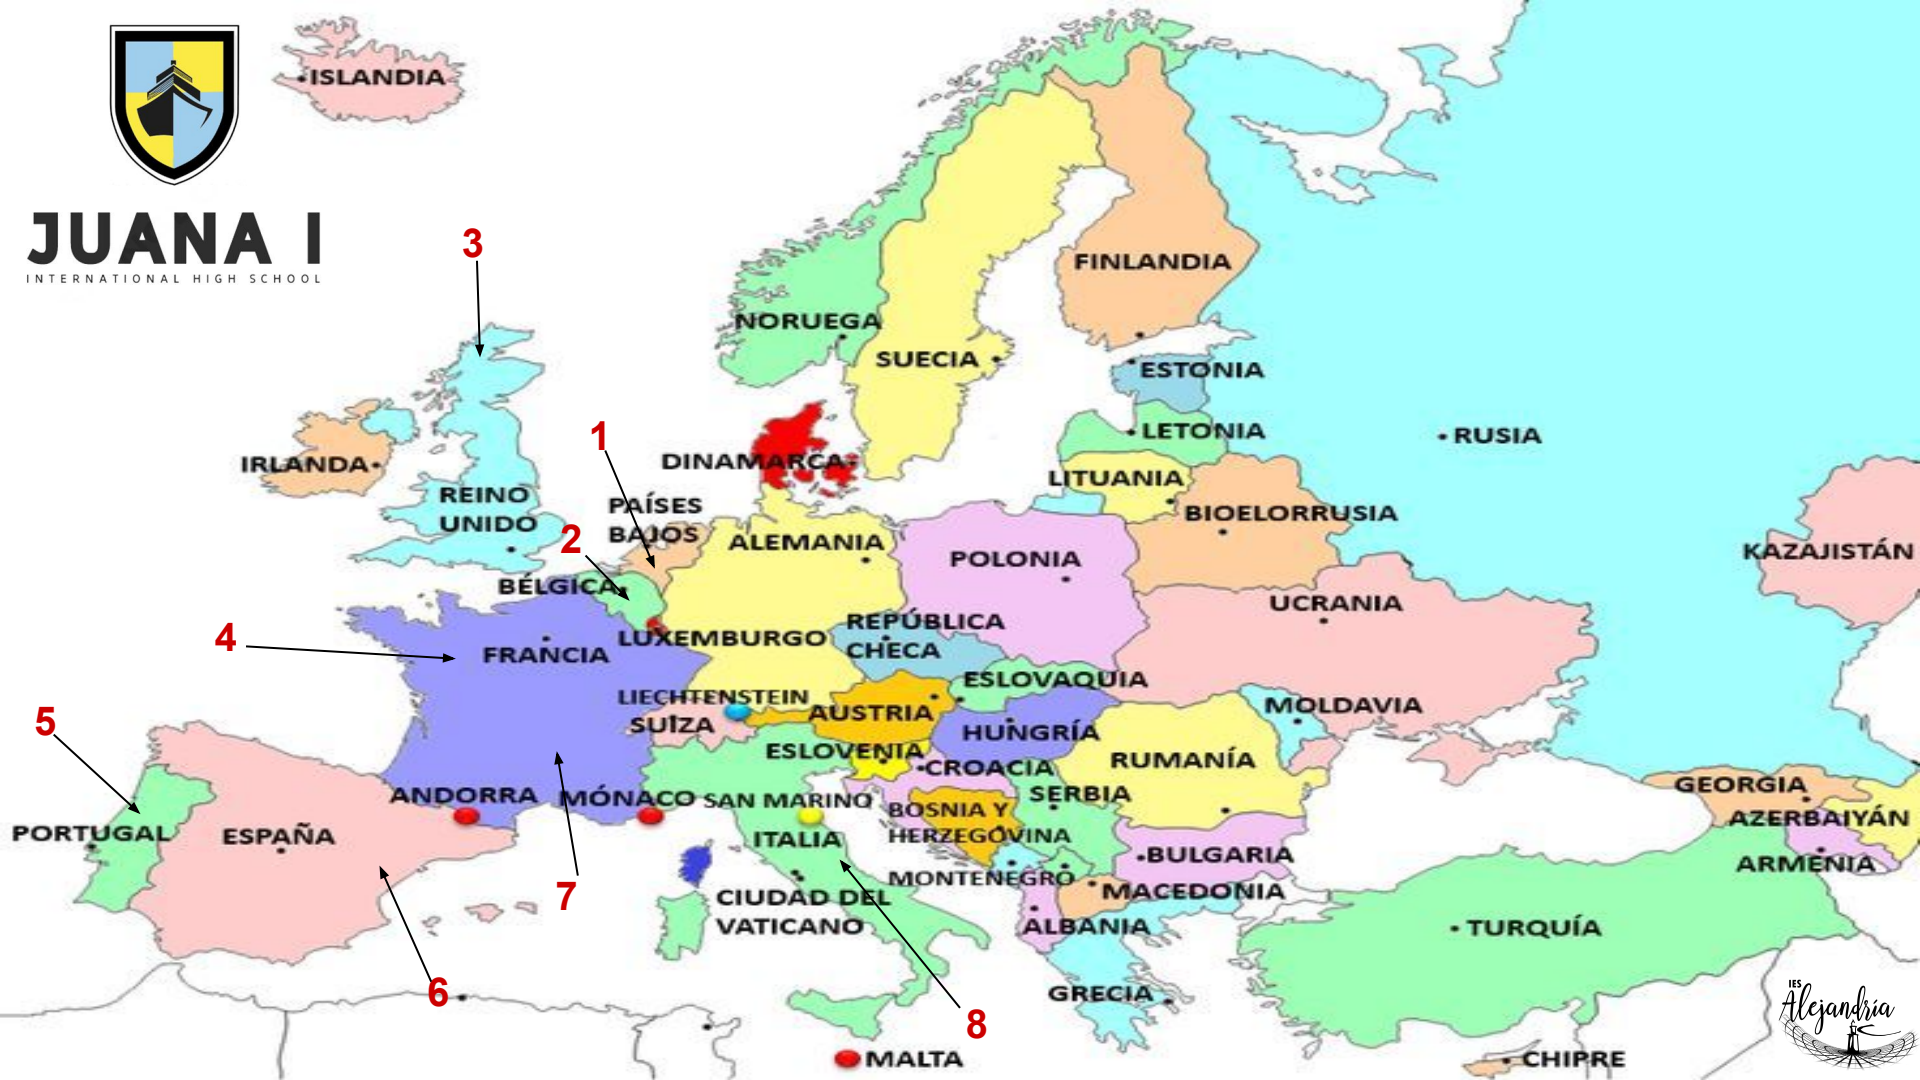 ISLANDIA
JUANA I
INTERNATIONAL HIGH SCHOOL
3
FINLANDIA
NORUEGA
SUECIA
ESTONIA
LETONIA
RUSIA
1
DINAMARCA
IRLANDA
LITUANIA
REINO
UNIDO
PAÍSES
BAJOS
BIOELORRUSIA
2
ALEMANIA
POLONIA
KAZAJISTÁN
BÉLGICA
UCRANIA
4
FRANCIA
LUXEMBURGO
REPÚBLICA
CHECA
ESLOVAQUIA
LIECHTENSTEIN
SUIZA
AUSTRIA
MOLDAVIA
5
HUNGRÍA
ESLOVENIA
CROACIA
RUMANÍA
GEORGIA
ANDORRA
MÓNACO
SAN MARINO
SERBIA
BOSNIA Y
HERZEGOVINA
AZERBAIYÁN
PORTUGAL
ESPAÑA
ITALIA
BULGARIA
ARMENIA
MONTENEGRO
MACEDONIA
7
CIUDAD DEL
VATICANO
ALBANIA
TURQUÍA
6
GRECIA
8
MALTA
CHIPRE
IES
Alejandría